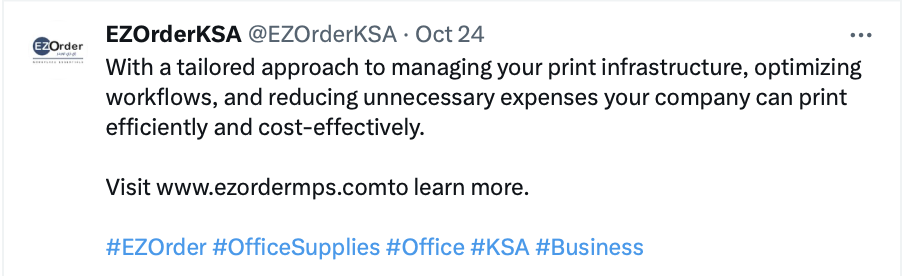 EZOrderKSA @EZOrderKSA · Oct 24
EZOrder
With a tailored approach to managing your print infrastructure, optimizing
workflows, and reducing unnecessary expenses your company can print
efficiently and cost-effectively.
Visit www.ezordermps.comto learn more.
#EZOrder #OfficeSupplies #Office #KSA #Business